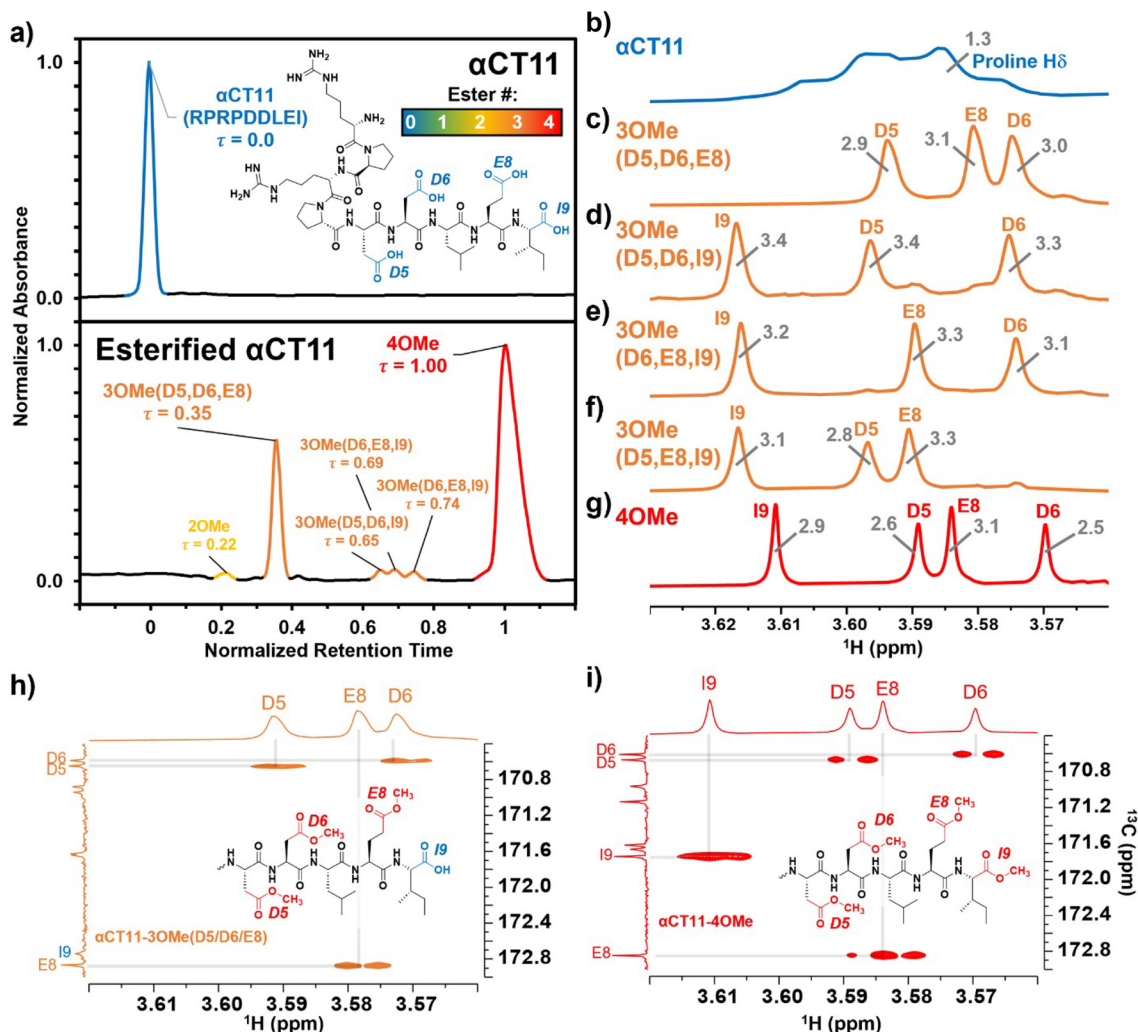 a)
1.0
αCT11
(RPRPDDLEI)
τ = 0.0
αCT11
Ester #:
0 1 2 3 4
NH2
H2N
NH
NH2
HN
H2N
NH
NH
O
N
D6
E8
I9
D5
OH
0.0
Normalized Absorbance
1.0
Esterified αCT11
4OMe
τ = 1.00
3OMe(D5,D6,E8)
τ = 0.35
3OMe(D6,E8,I9)
τ = 0.69
3OMe(D6,E8,I9)
τ = 0.74
3OMe(D5,D6,I9)
τ = 0.65
2OMe
τ = 0.22
0.0
0 0.2 0.4 0.6 0.8 1
Normalized Retention Time
b)
αCT11
1.3
Proline Hδ
c)
3OMe
(D5,D6,E8)
D5 E8 D6
2.9 3.1 3.0
d)
3OMe
(D5,D6,I9)
I9 D5 D6
3.4 3.4 3.3
e)
3OMe
(D6,E8,I9)
I9 E8 D6
3.2 3.3 3.1
f)
3OMe
(D5,E8,I9)
I9 D5 E8
3.1 2.8 3.3
g)
4OMe
I9 D5 E8 D6
2.9 2.6 3.1 2.5
3.62 3.61 3.60 3.59 3.58 3.57
1H (ppm)
h)
D5 E8 D6
D6
D5
I9
E8
170.8
171.2
171.6
172.0
172.4
172.8
D6
E8
I9
D5
O
CH3
N
H
OH
αCT11-3OMe(D5/D6/E8)
3.61 3.60 3.59 3.58 3.57
1H (ppm)
i)
I9 D5 E8 D6
D6
D5
I9
E8
170.8
171.2
171.6
172.0
172.4
172.8
13C (ppm)
D6
E8
I9
D5
O
CH3
N
H
αCT11-4OMe
3.61 3.60 3.59 3.58 3.57
1H (ppm)